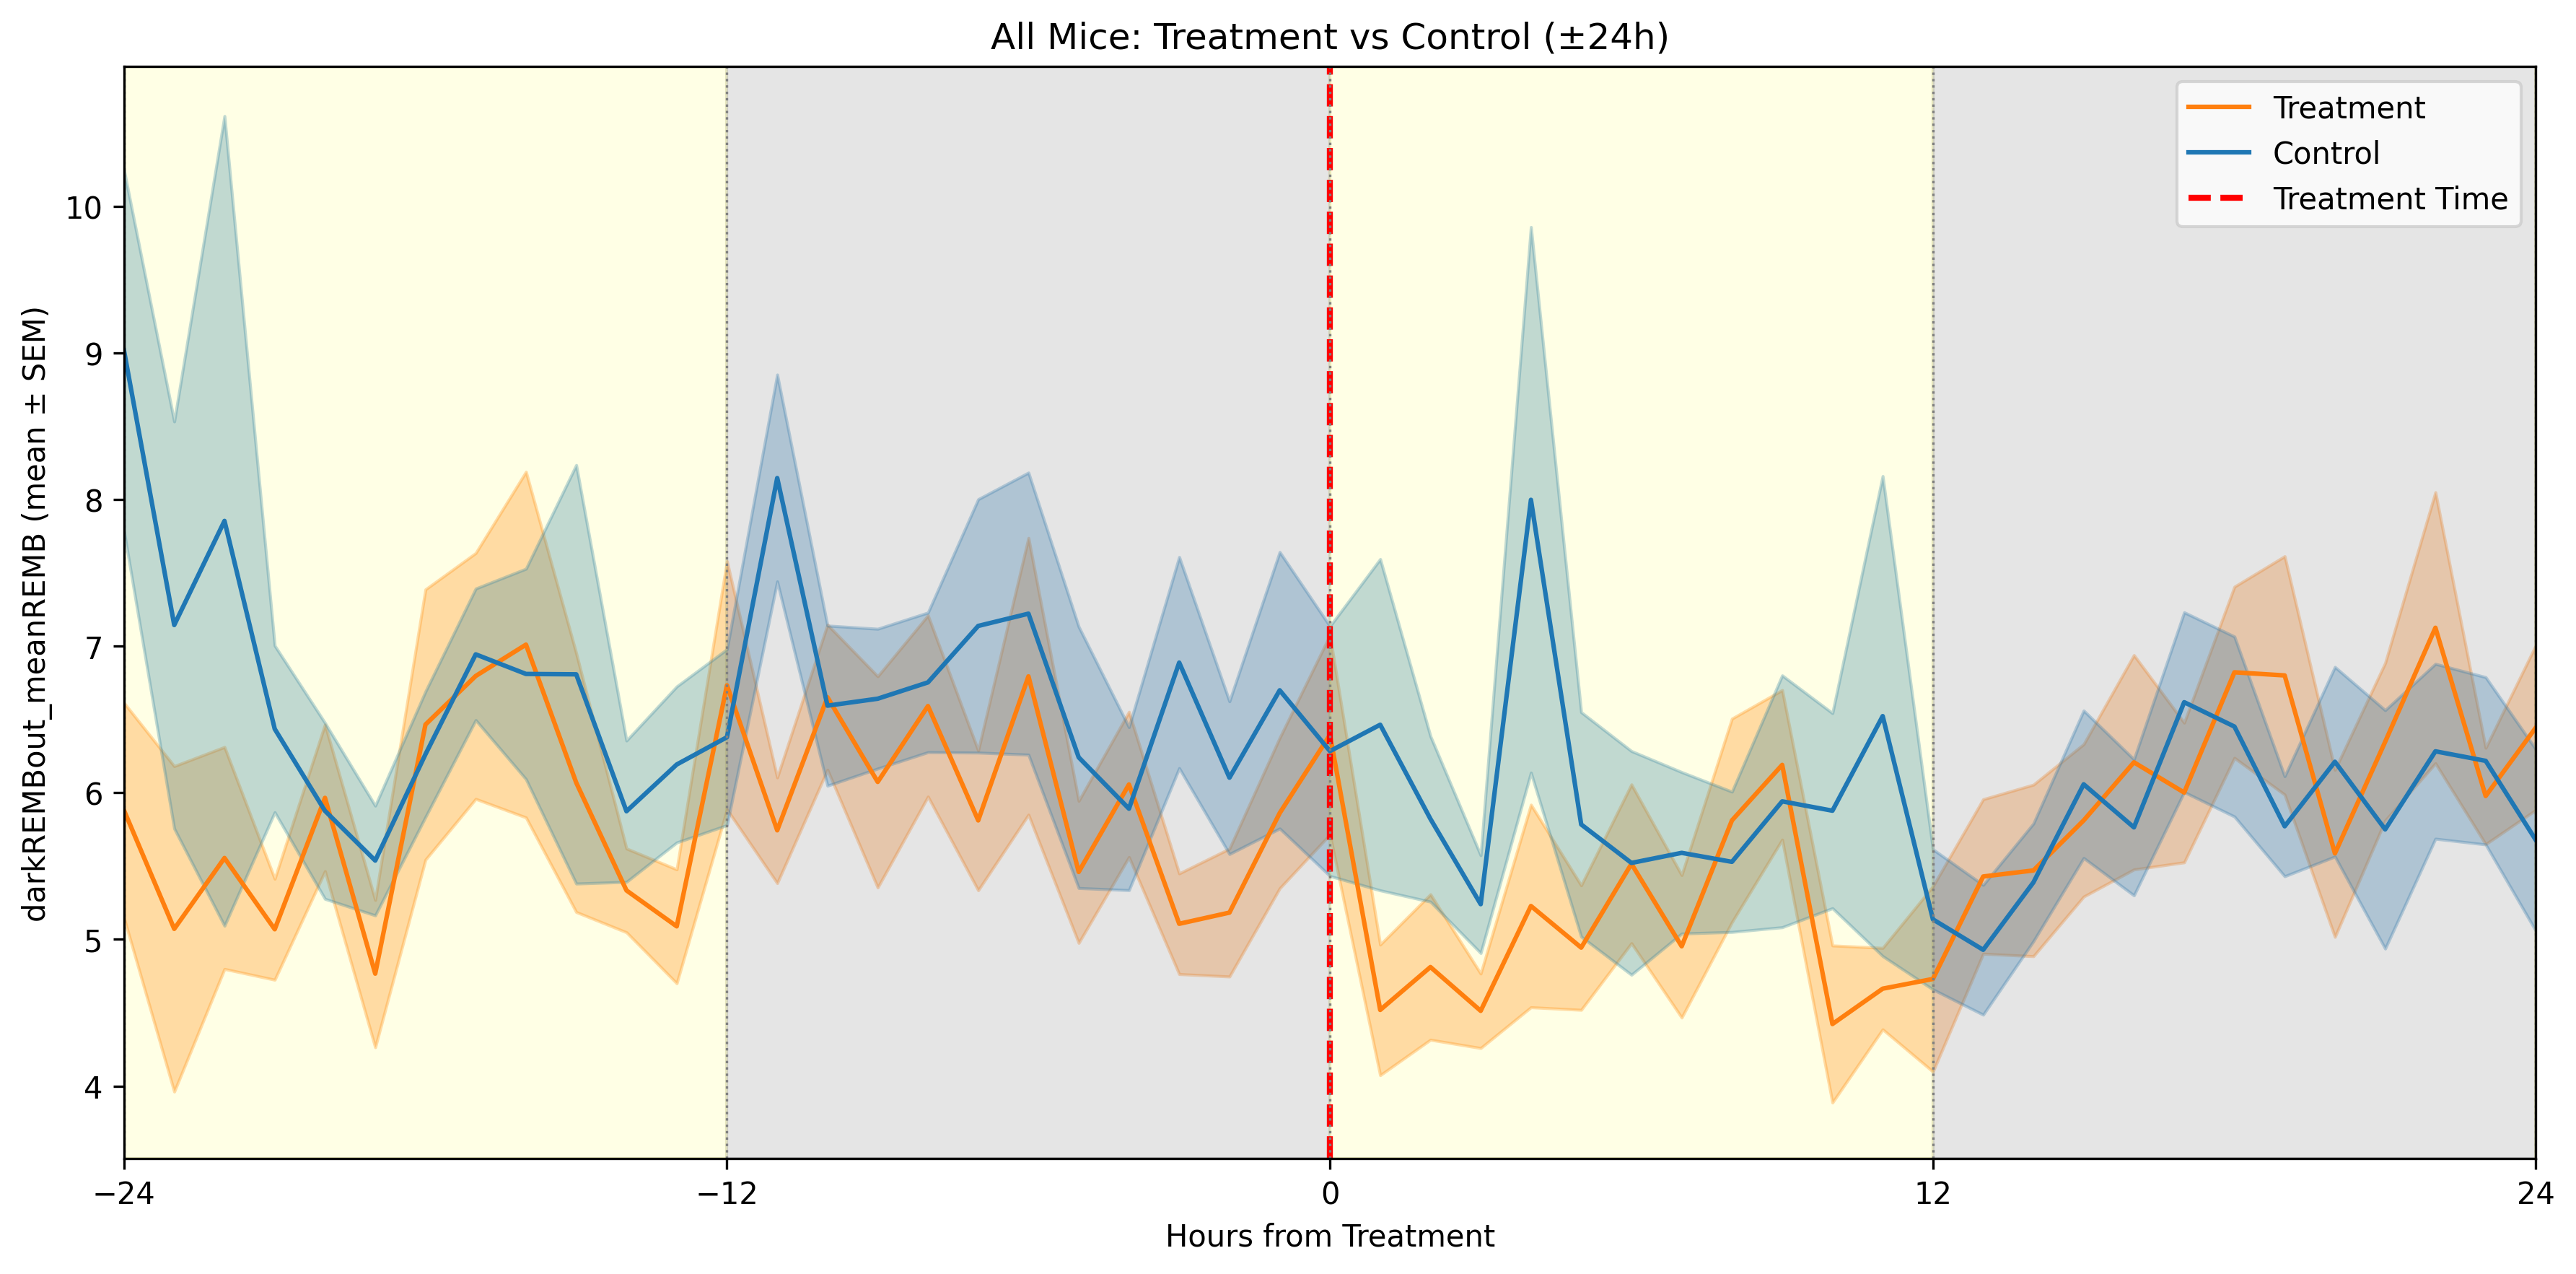 All Mice: Treatment vs Control (±24h)
Treatment
Control
Treatment Time
darkREMBout_meanREMB (mean ± SEM)
10
9
8
7
6
5
4
−24
−12
0
12
24
Hours from Treatment